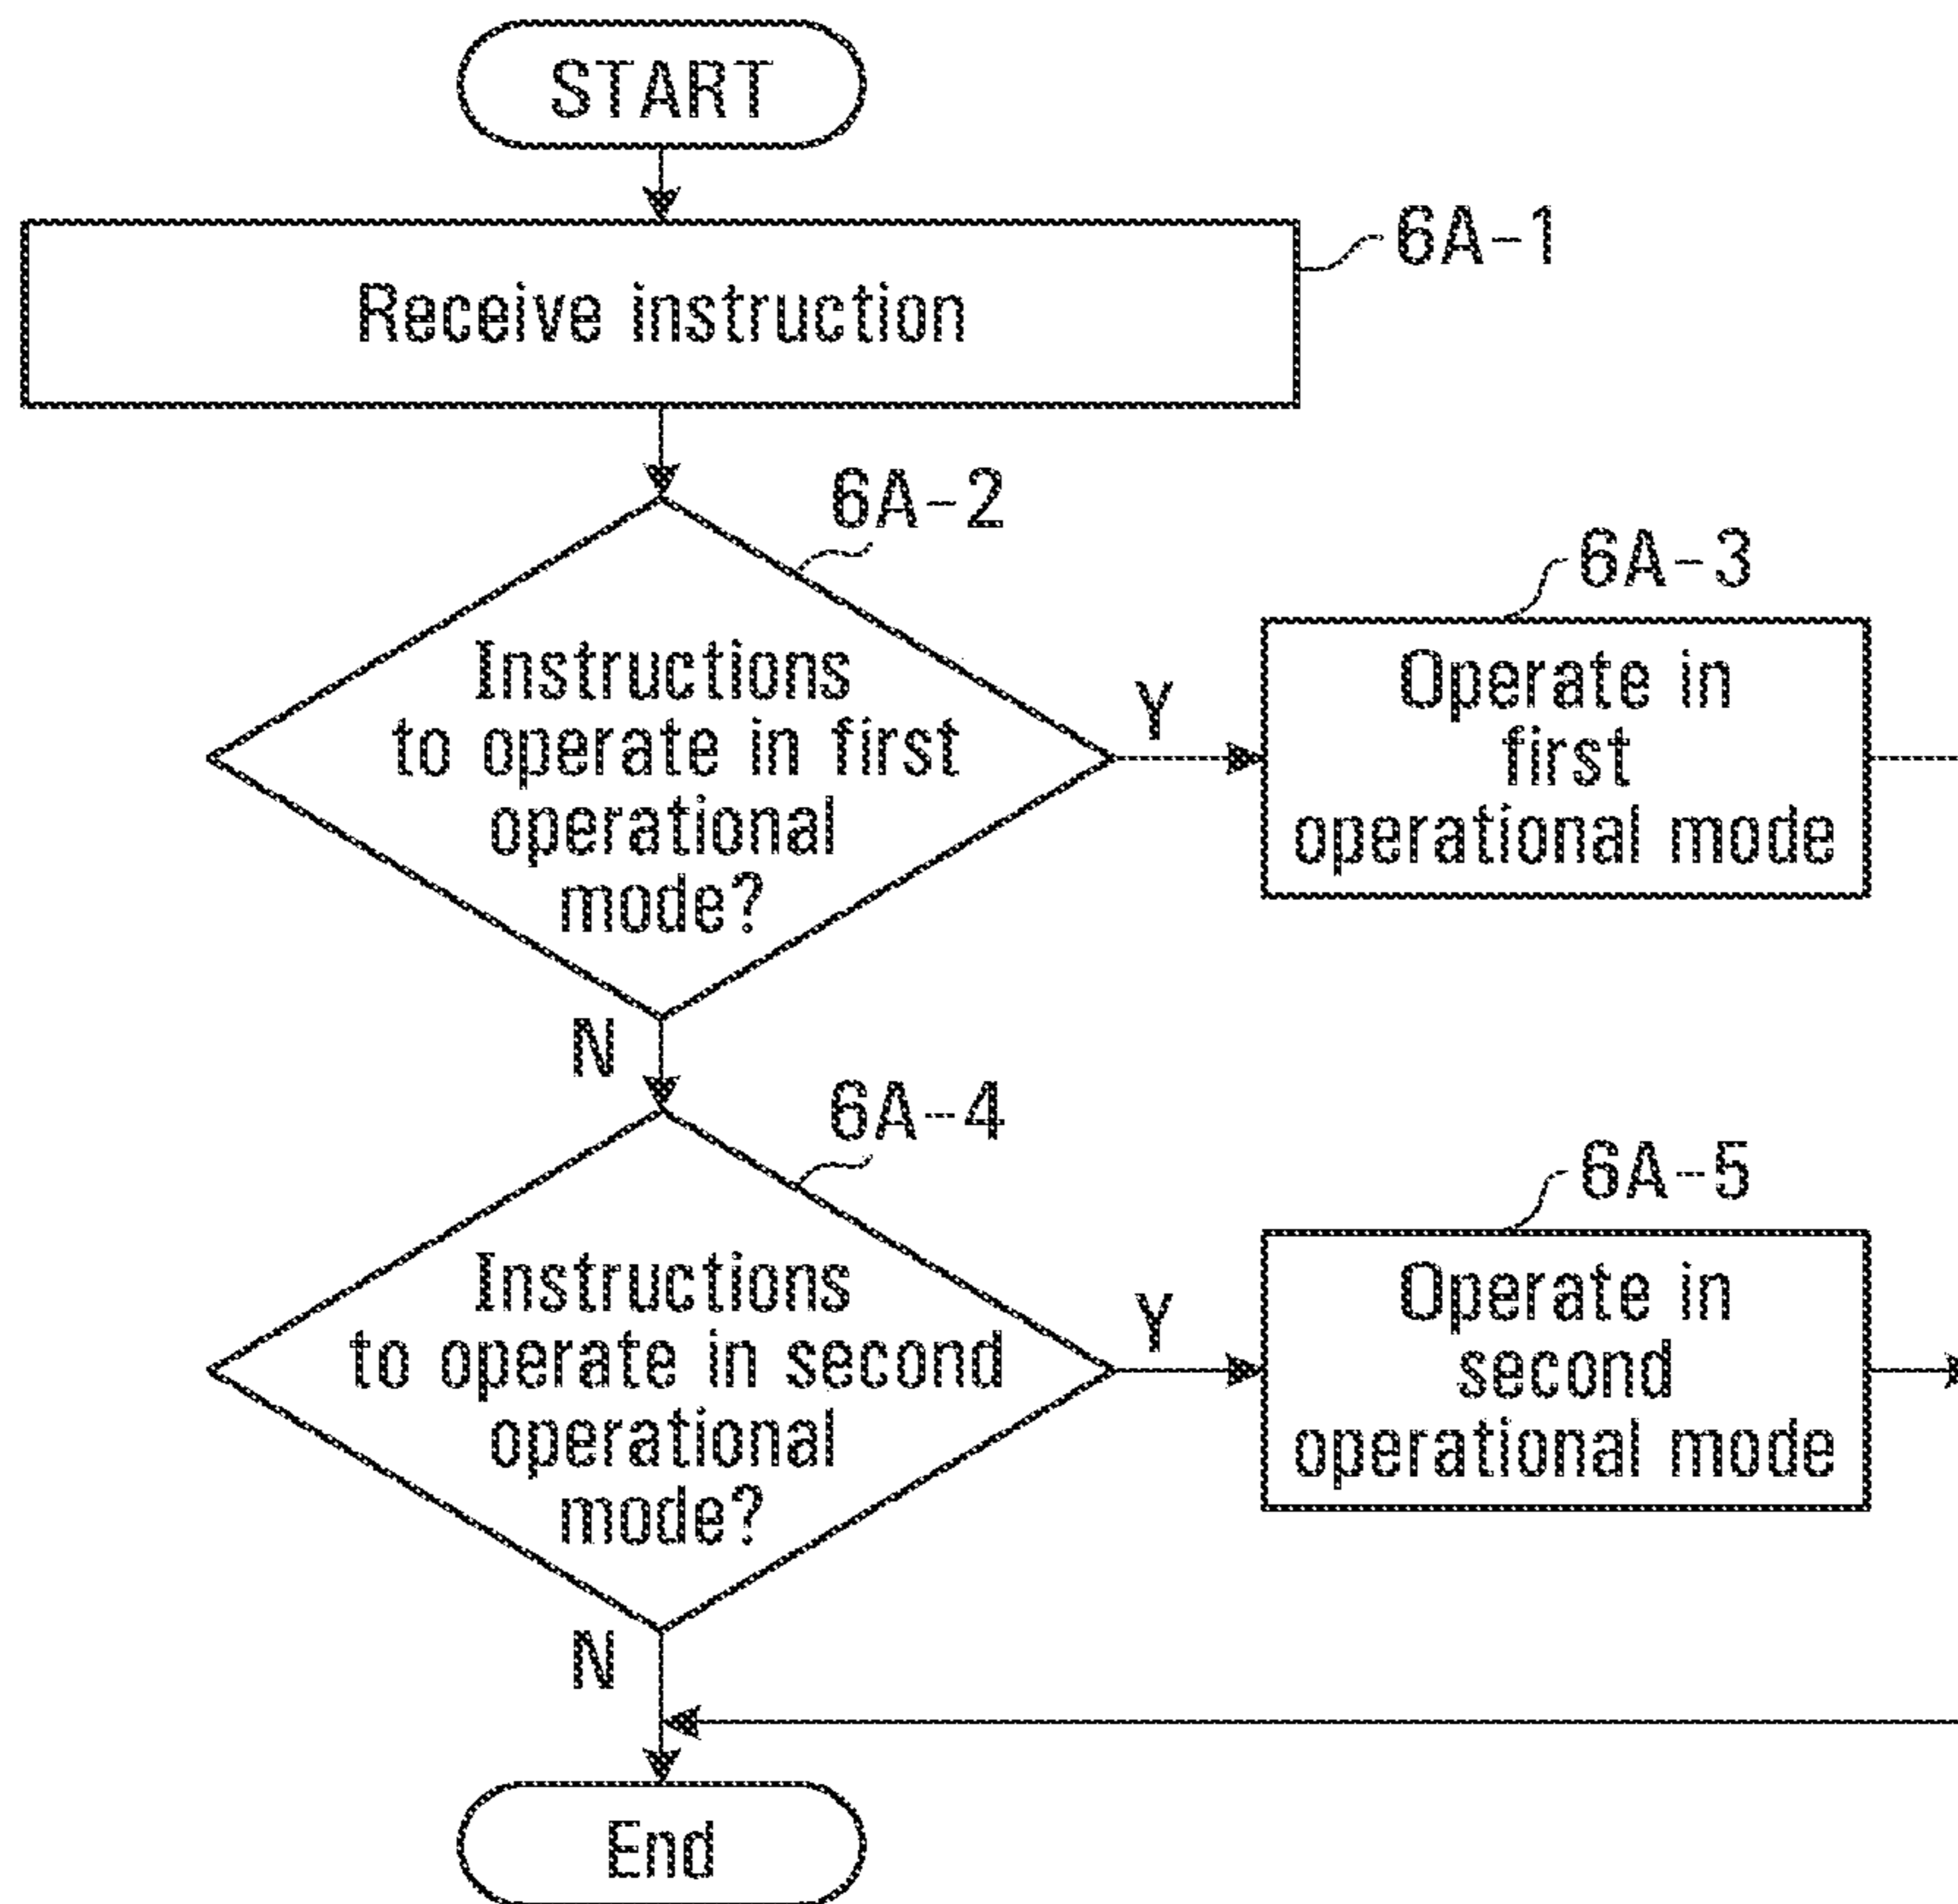 START
6A-1
Receive instruction
6A-2
Instructions
to operate in first
operational
mode?
Y
6A-3
Operate in
first
operational mode
N
6A-4
Instructions
to operate in second
operational
mode?
Y
6A-5
Operate in
second
operational mode
N
End